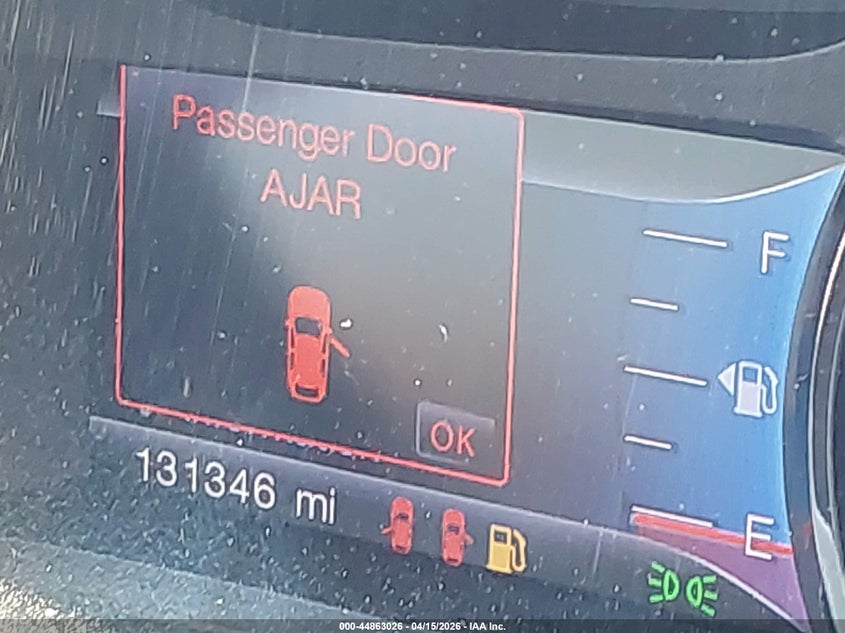 Passenger Door
AJAR
OK
F
E
131346 mi
000-44863026 - 04/15/2026 - IAA Inc.